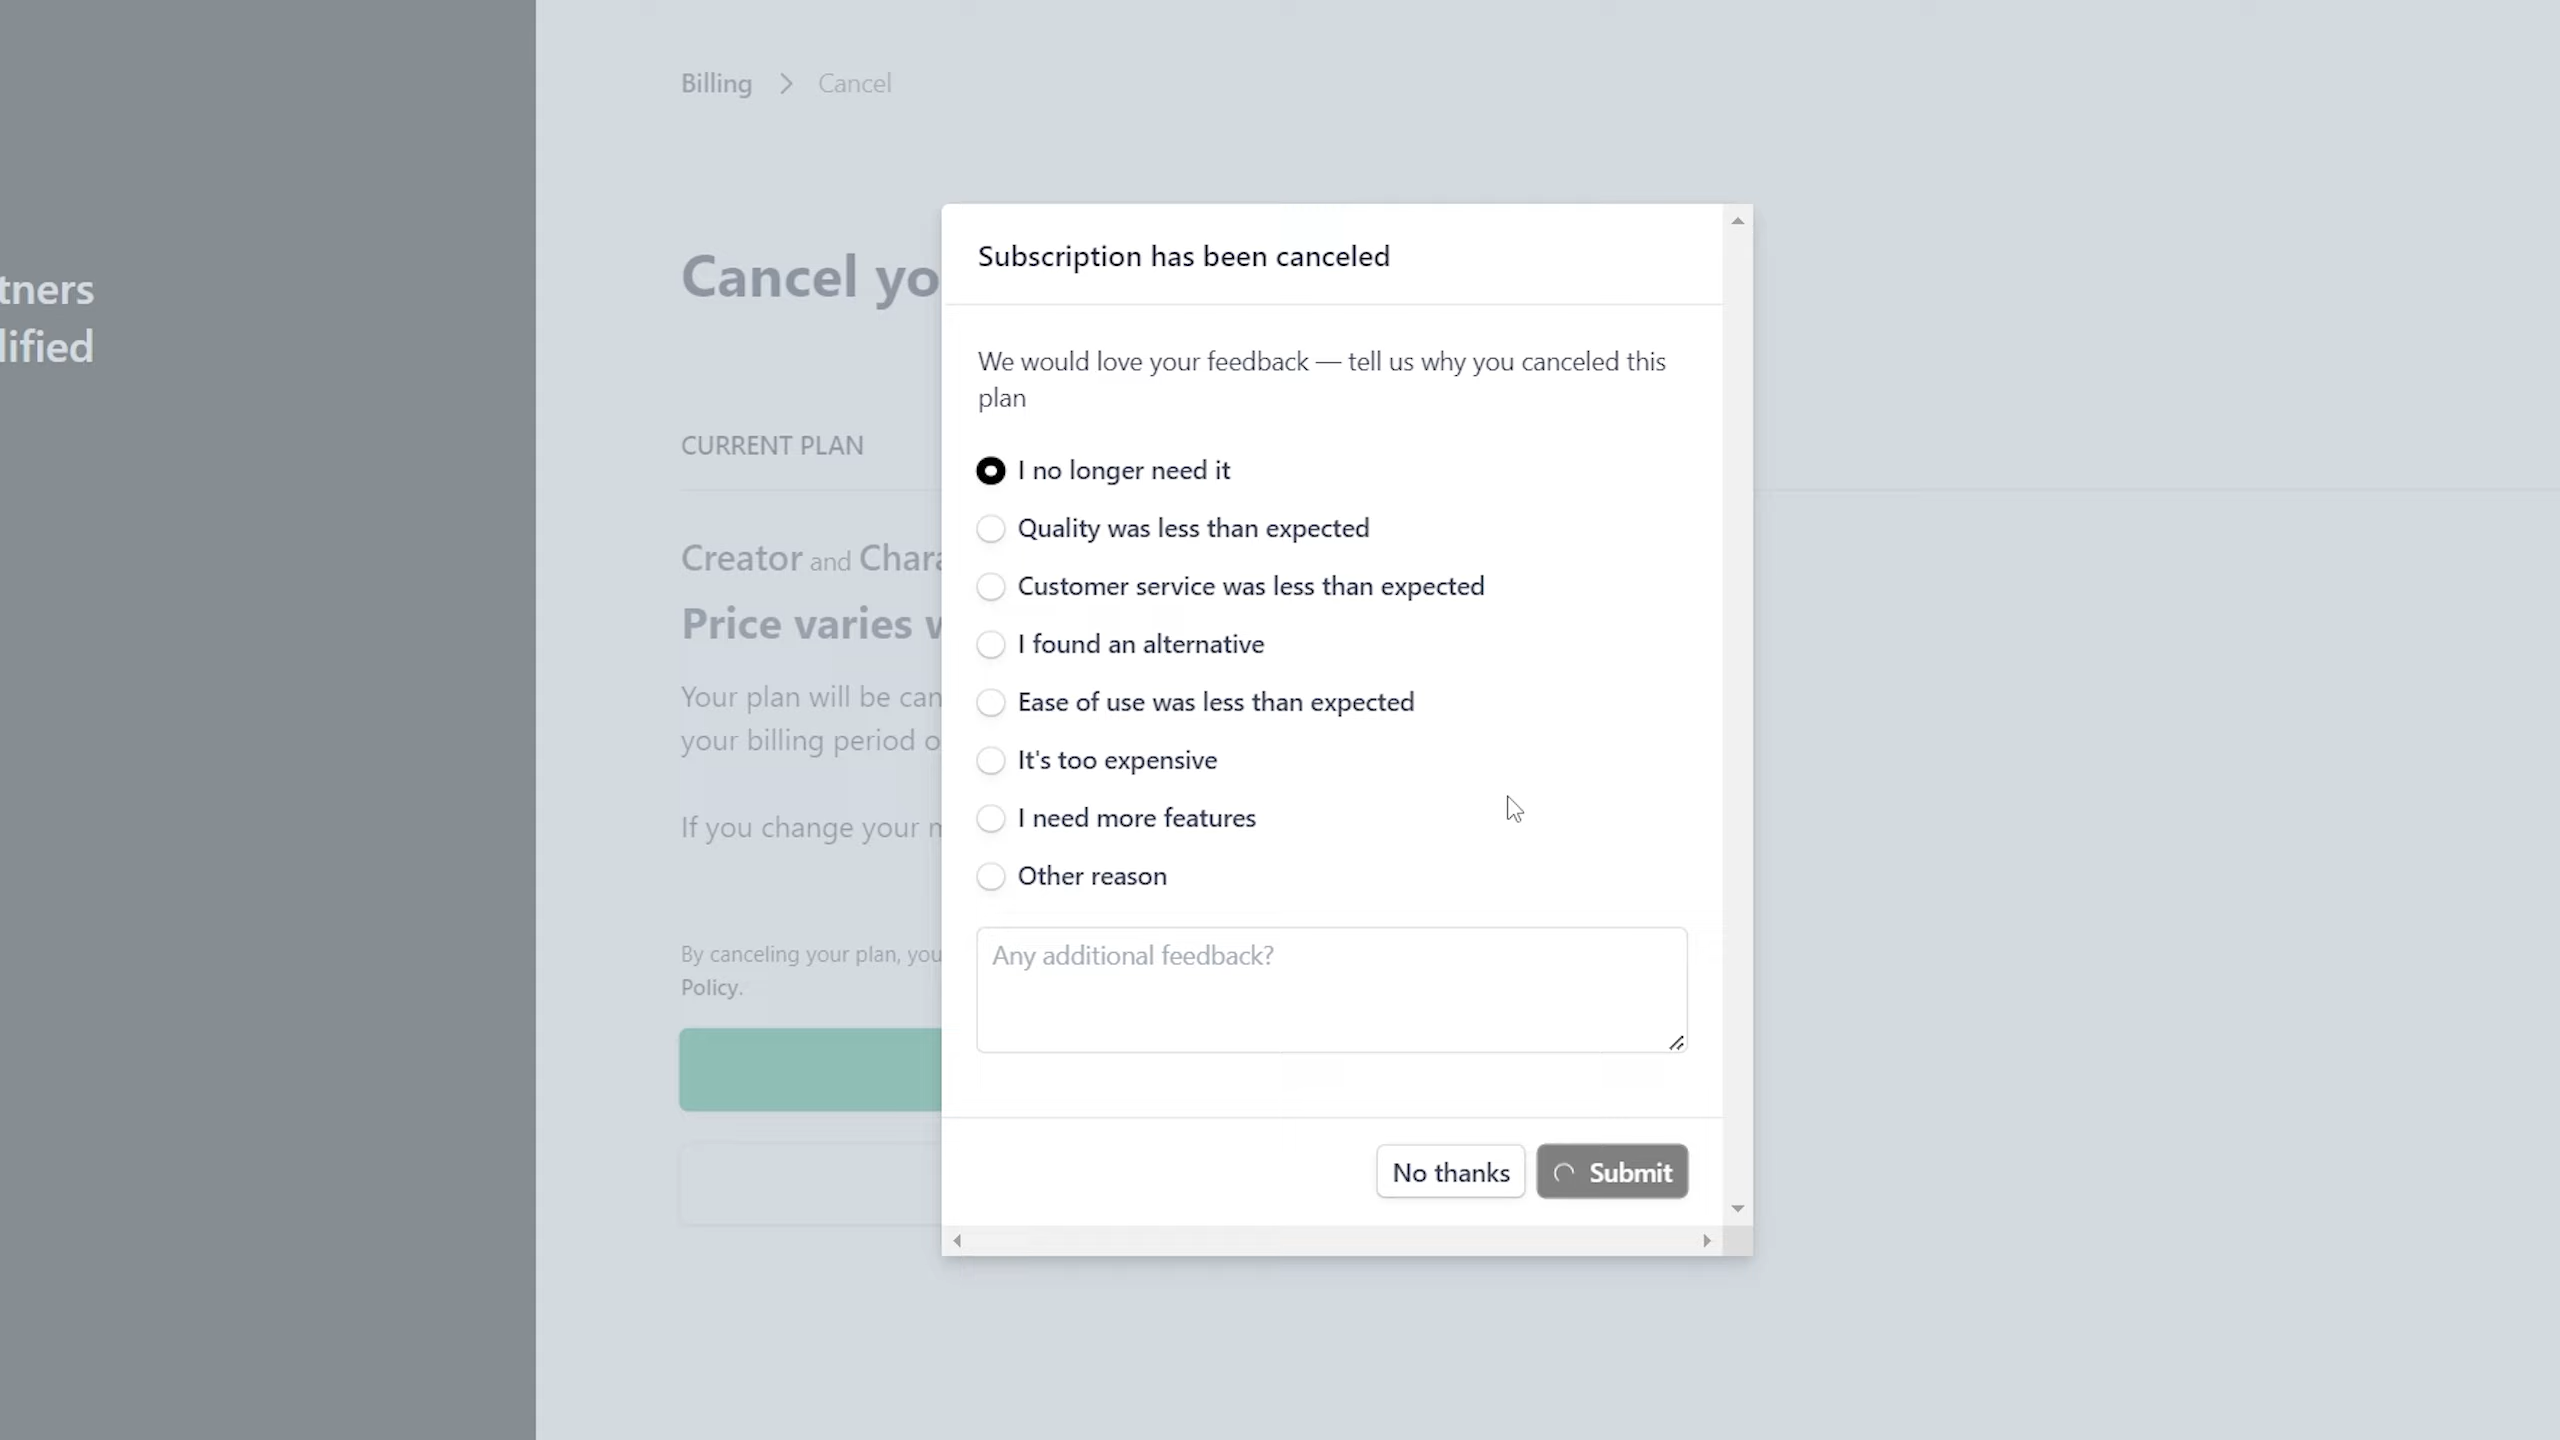 tners
lified
Billing > Cancel
Cancel yo
CURRENT PLAN
Creator and Chara
Price varies
Your plan will be can
your billing period o
If you change your
By canceling your plan, you
Policy.
Subscription has been canceled
We would love your feedback — tell us why you canceled this
plan
I no longer need it
Quality was less than expected
Customer service was less than expected
I found an alternative
Ease of use was less than expected
It's too expensive
I need more features
Other reason
Any additional feedback?
No thanks
Submit